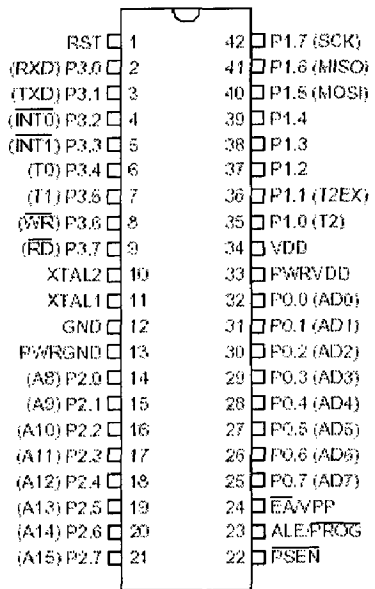 RST 1 42 P1.7 (SCK)
(RXD) P3.0 2 41 P1.6 (MISO)
(TXD) P3.1 3 40 P1.5 (MOSI)
(INT0) P3.2 4 39 P1.4
(INT1) P3.3 5 38 P1.3
(T0) P3.4 6 37 P1.2
(T1) P3.5 7 36 P1.1 (T2EX)
(WR) P3.6 8 35 P1.0 (T2)
(RD) P3.7 9 34 VDD
XTAL2 10 33 PWRVDD
XTAL1 11 32 P0.0 (AD0)
GND 12 31 P0.1 (AD1)
PWRGND 13 30 P0.2 (AD2)
(A8) P2.0 14 29 P0.3 (AD3)
(A9) P2.1 15 28 P0.4 (AD4)
(A10) P2.2 16 27 P0.5 (AD5)
(A11) P2.3 17 26 P0.6 (AD6)
(A12) P2.4 18 25 P0.7 (AD7)
(A13) P2.5 19 24 EA/VPP
(A14) P2.6 20 23 ALE/PROG
(A15) P2.7 21 22 PSEN